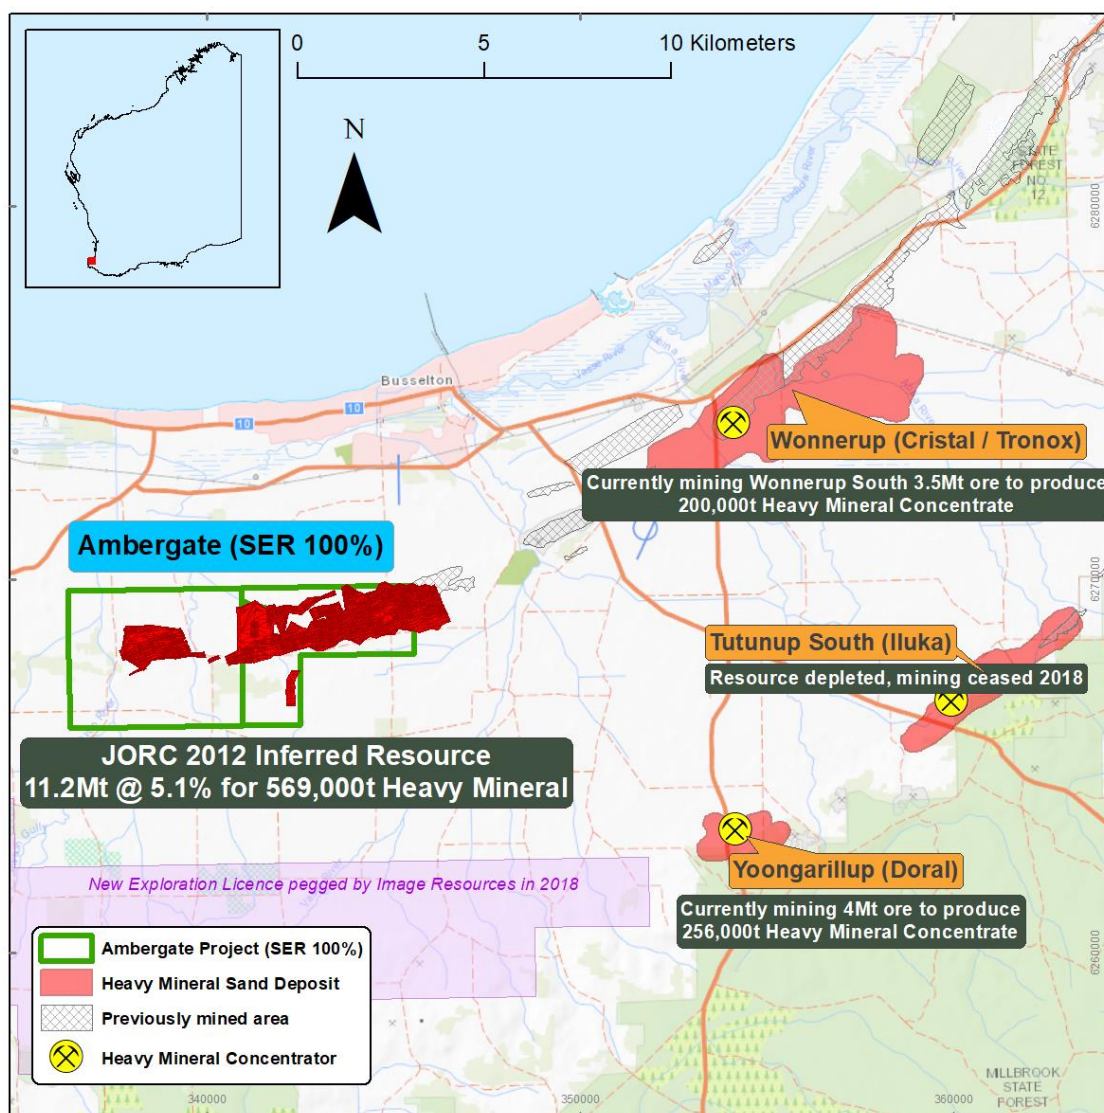 0 5 10 Kilometers
N
STATE
FOREST
NO.
12
6280000
Busselton
10
10
Vasse River
Wonnerup (Cristal / Tronox)
Currently mining Wonnerup South 3.5Mt ore to produce
200,000t Heavy Mineral Concentrate
Ambergate (SER 100%)
6270000
Tutunup South (Iluka)
Resource depleted, mining ceased 2018
JORC 2012 Inferred Resource
11.2Mt @ 5.1% for 569,000t Heavy Mineral
Yoongarillup (Doral)
Currently mining 4Mt ore to produce
256,000t Heavy Mineral Concentrate
New Exploration Licence pegged by Image Resources in 2018
6260000
Ambergate Project (SER 100%)
Heavy Mineral Sand Deposit
Previously mined area
Heavy Mineral Concentrator
MILLBROOK
STATE
FOREST
340000 350000 360000